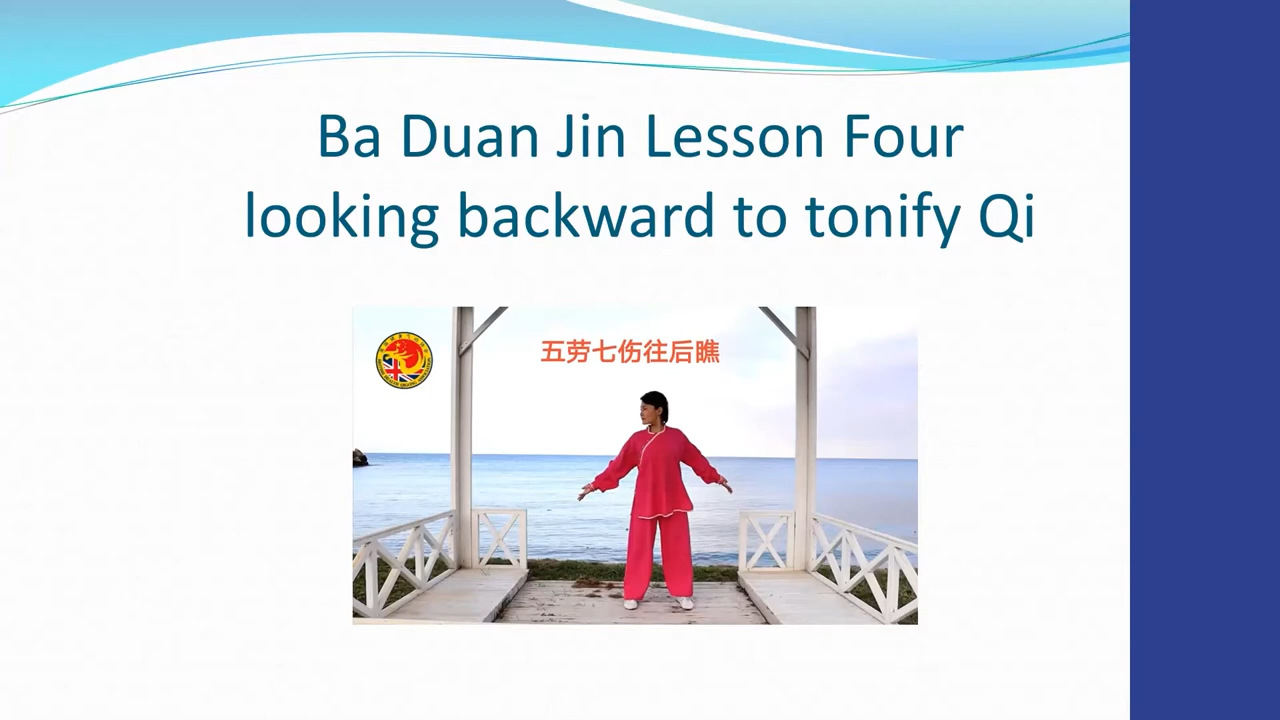 Ba Duan Jin Lesson Four
looking backward to tonify Qi
五劳七伤往后瞧